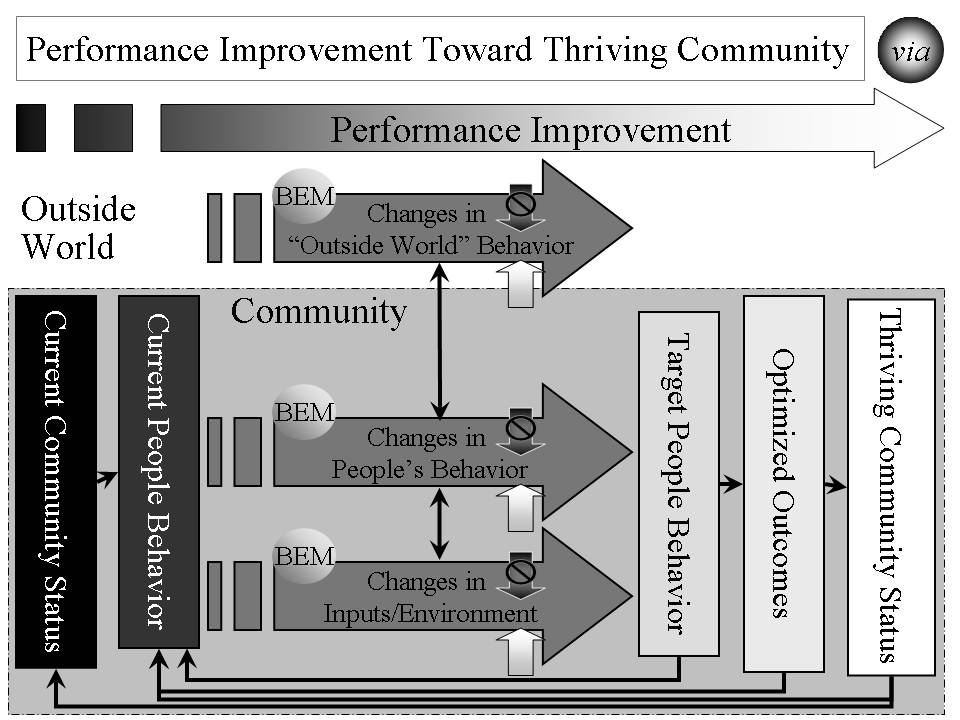 Performance Improvement Toward Thriving Community
via
Performance Improvement
Outside
World
BEM
Changes in
“Outside World” Behavior
Community
Current Community Status
Current People Behavior
BEM
Changes in
People’s Behavior
BEM
Changes in
Inputs/Environment
Target People Behavior
Optimized Outcomes
Thriving Community Status